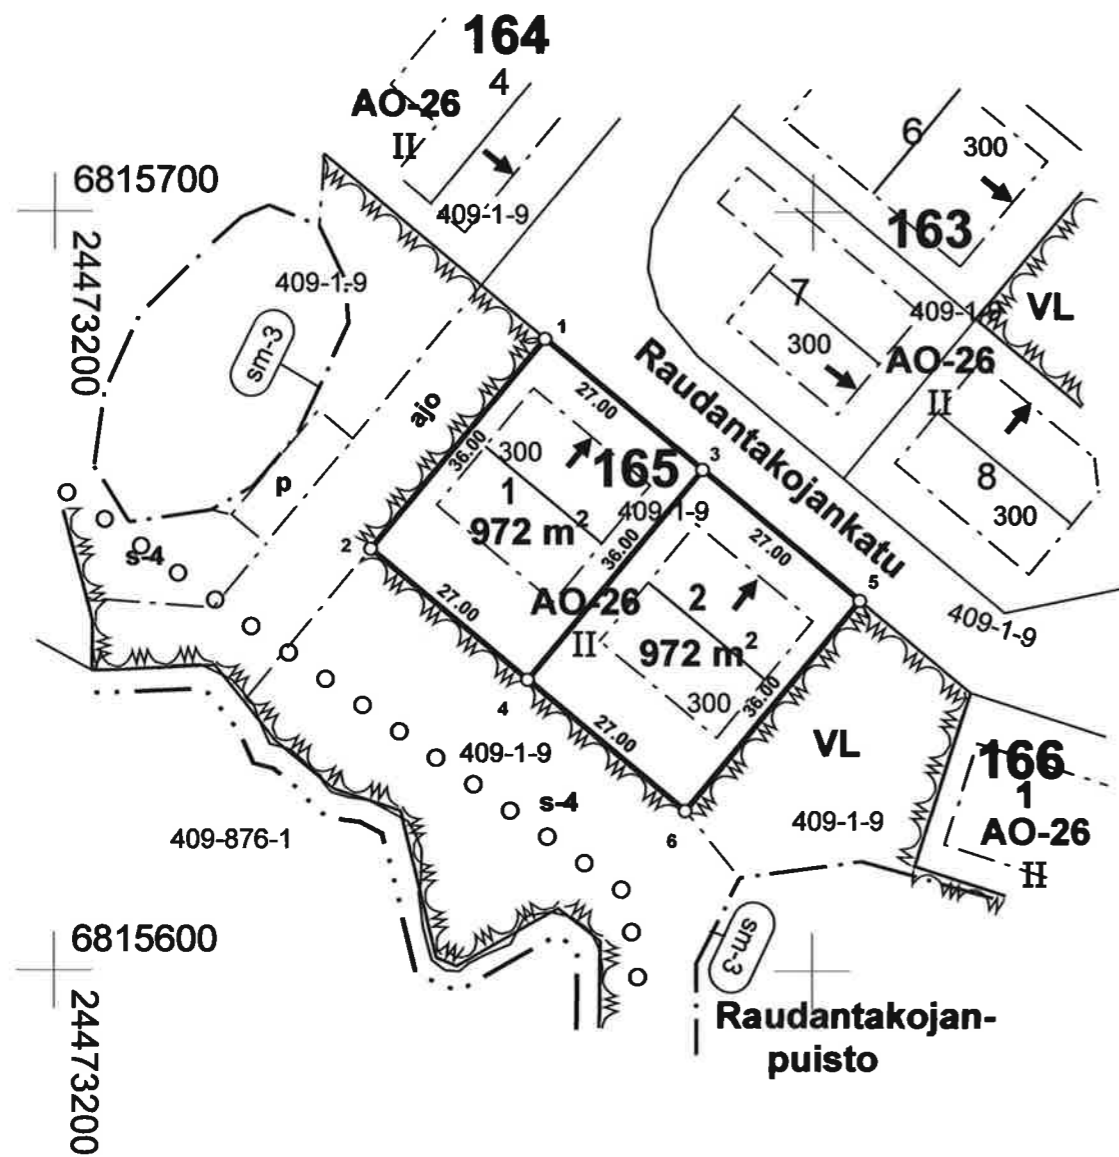 164
4
AO-26
II
409-1-9
6
300
163
6815700
24473200
409-1-9
sm-3
7
300
409-1-9
VL
AO-26
II
8
300
1
27.00
Raudantakojankatu
ajo
36.00
300
165
3
1
972 m²
409-1-9
p
36.00
27.00
2
s-4
27.00
AO-26
II
2
972 m²
300
36.00
5
409-1-9
4
27.00
409-1-9
s-4
VL
409-1-9
6
166
1
AO-26
II
409-876-1
sm-3
6815600
24473200
Raudantakojan-
puisto